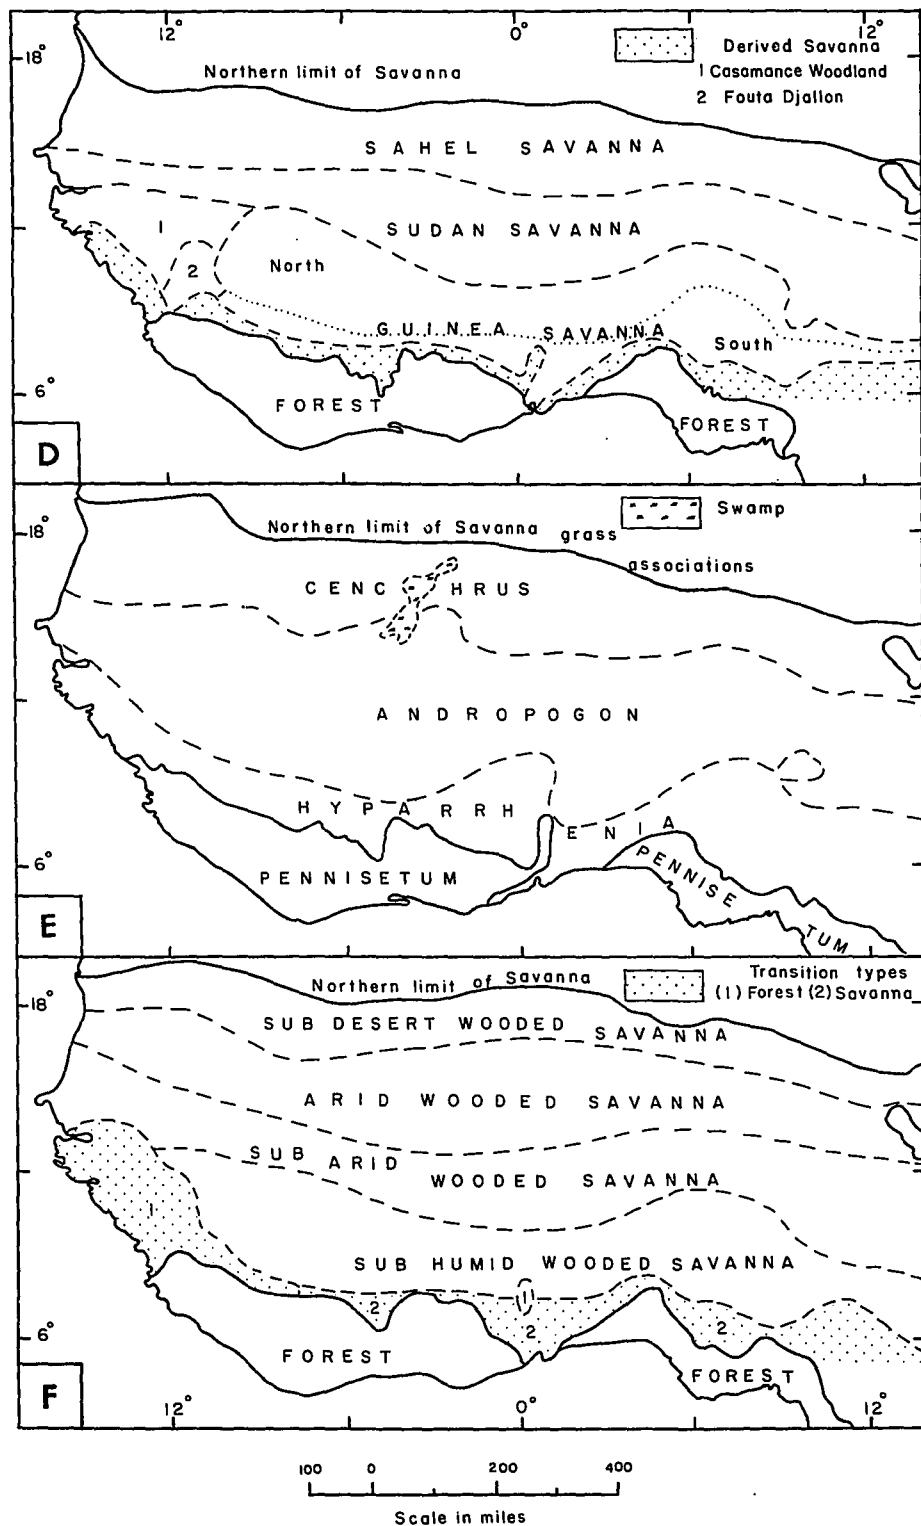 12° 0° 12°
18°
Derived Savanna
1 Casamance Woodland
2 Fouta Djallon
Northern limit of Savanna
SAHEL SAVANNA
SUDAN SAVANNA
1
2
North
GUINEA SAVANNA
South
6°
FOREST
FOREST
D
18°
Northern limit of Savanna grass associations
Swamp
CENCHRUS
ANDROPOGON
HYPARRHENIA
6°
PENNISETUM
PENNISETUM
E
Northern limit of Savanna
Transition types
(1) Forest (2) Savanna
18°
SUB DESERT WOODED SAVANNA
ARID WOODED SAVANNA
SUB ARID WOODED SAVANNA
1
SUB HUMID WOODED SAVANNA
1
2
2
2
6°
FOREST
FOREST
F
12° 0° 12°
100 0 200 400
Scale in miles